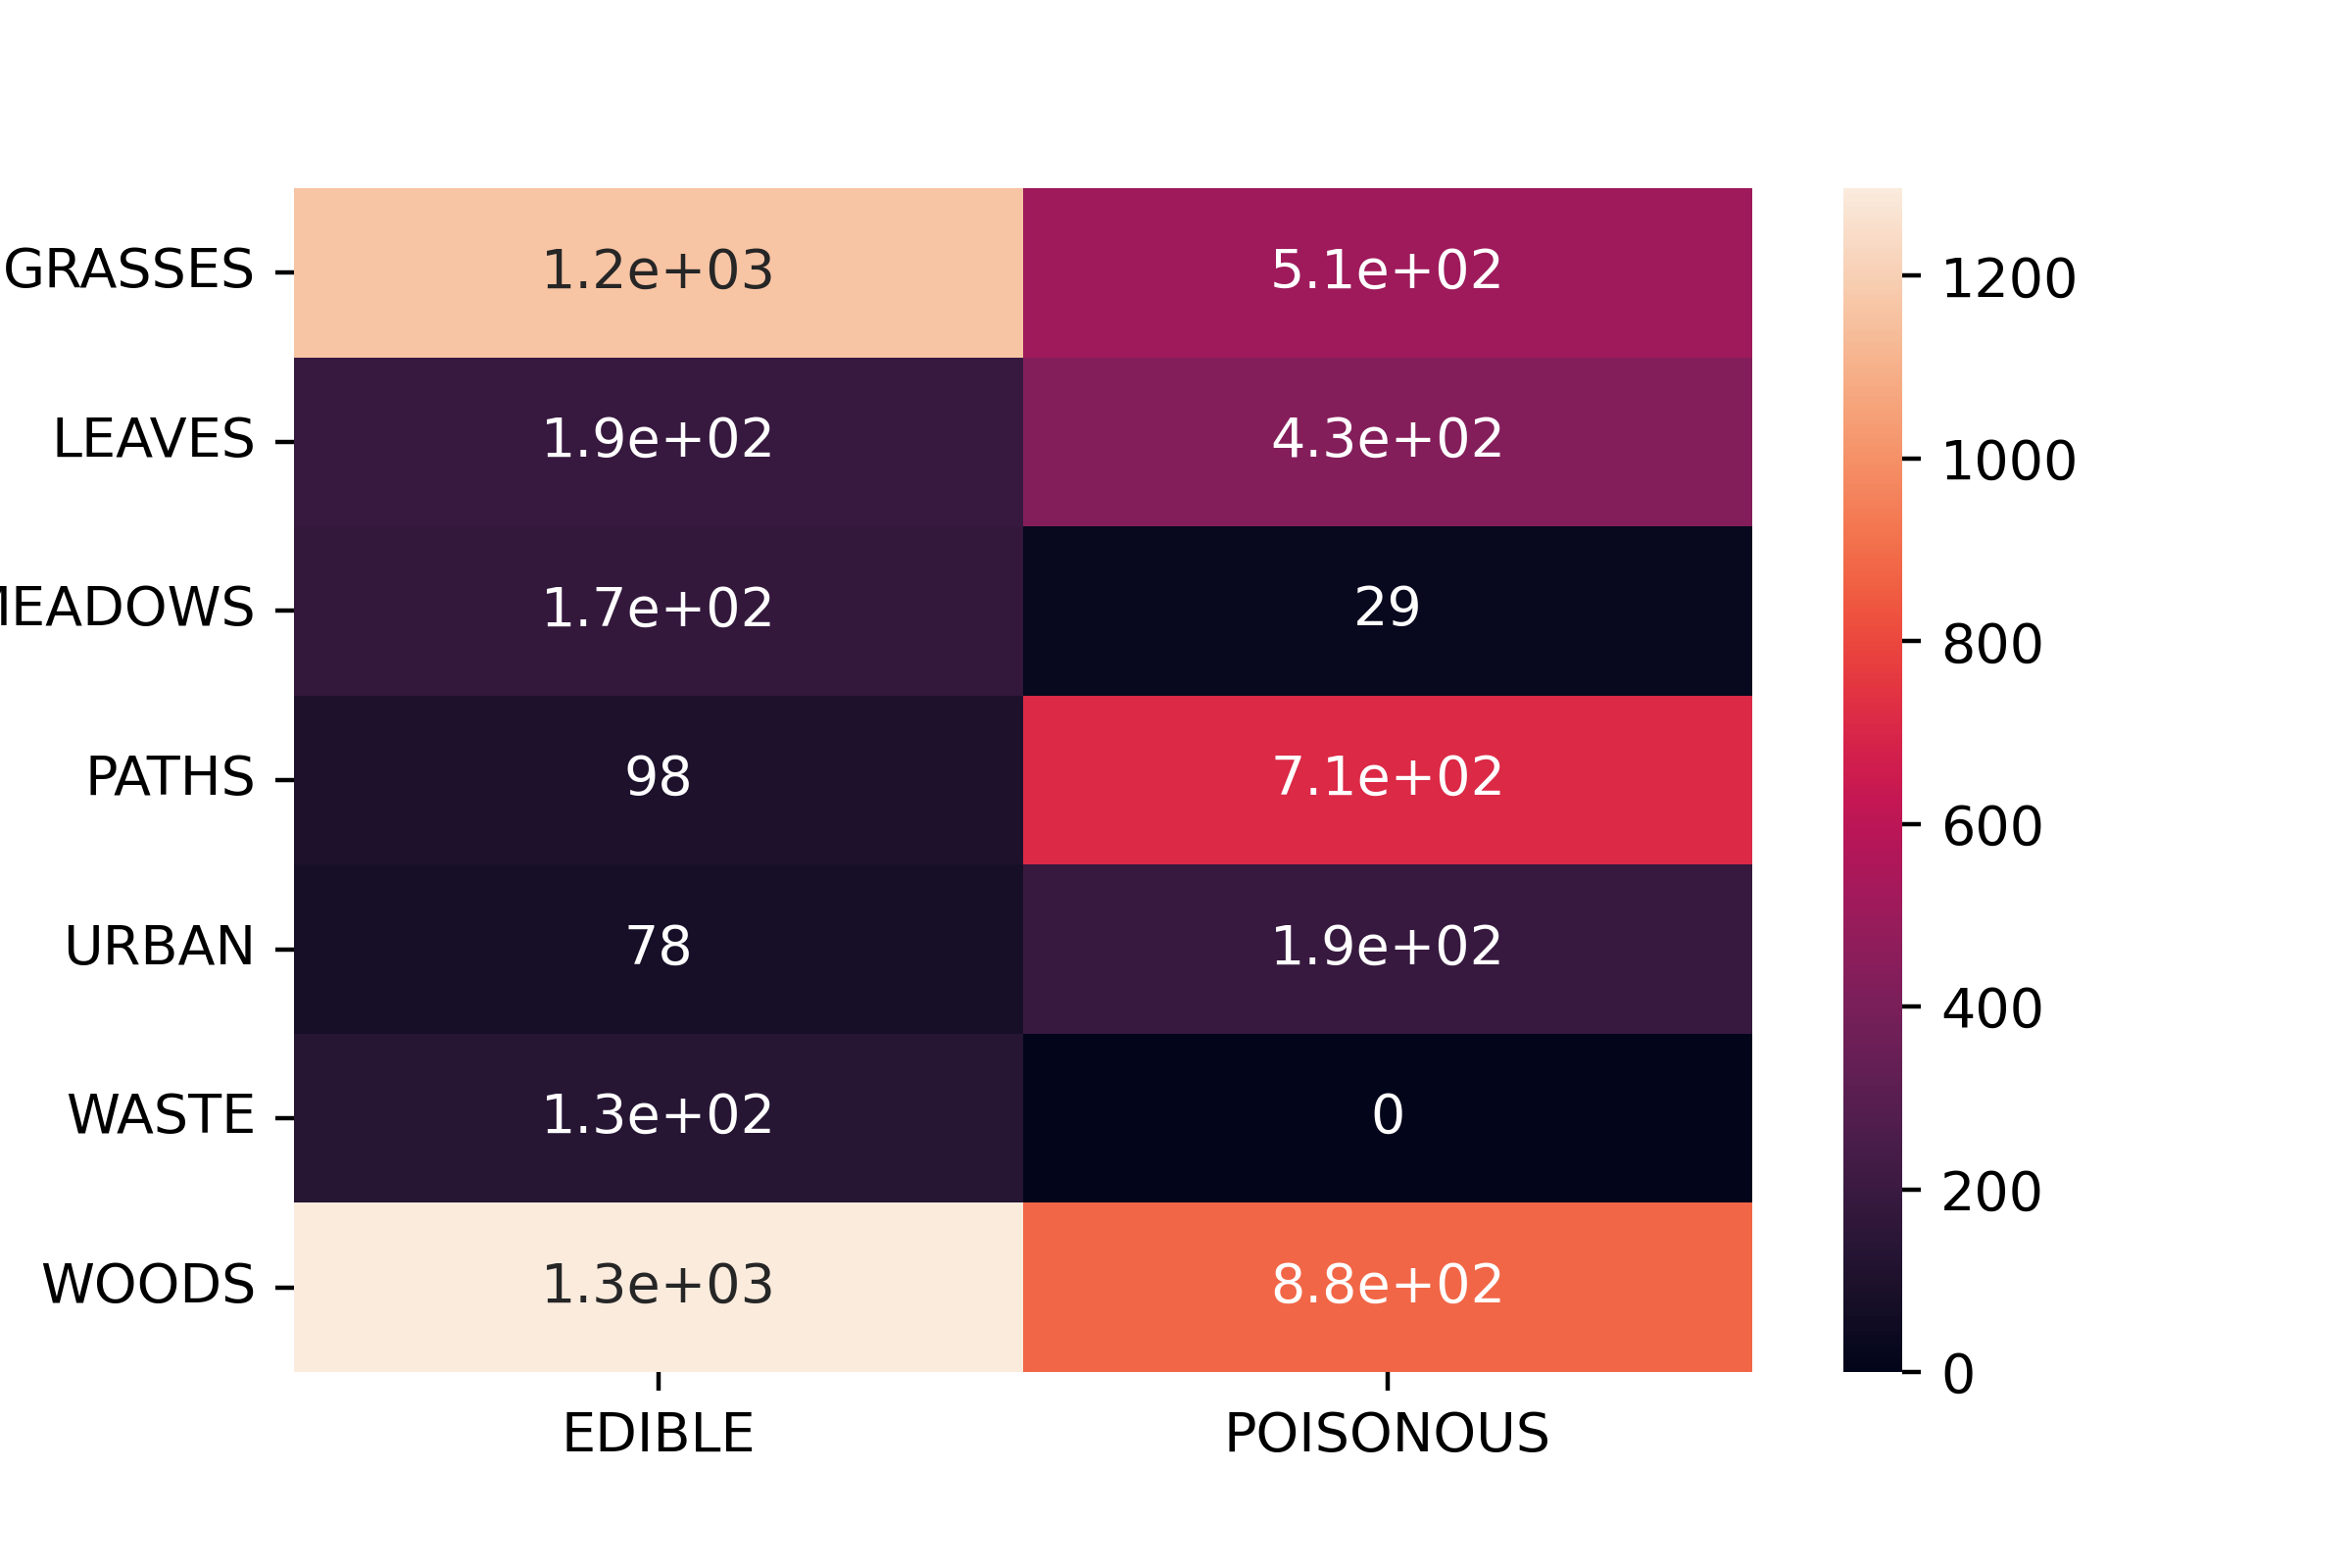 GRASSES 1.2e+03 5.1e+02
LEAVES 1.9e+02 4.3e+02
MEADOWS 1.7e+02 29
PATHS 98 7.1e+02
URBAN 78 1.9e+02
WASTE 1.3e+02 0
WOODS 1.3e+03 8.8e+02
EDIBLE POISONOUS
1200
1000
800
600
400
200
0